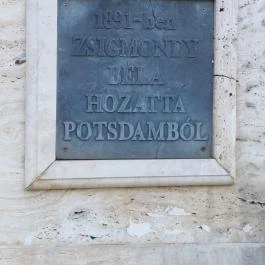 1891-ben
ZSIGMONDY
BÉLA
HOZATTA
POTSDAMBÓL